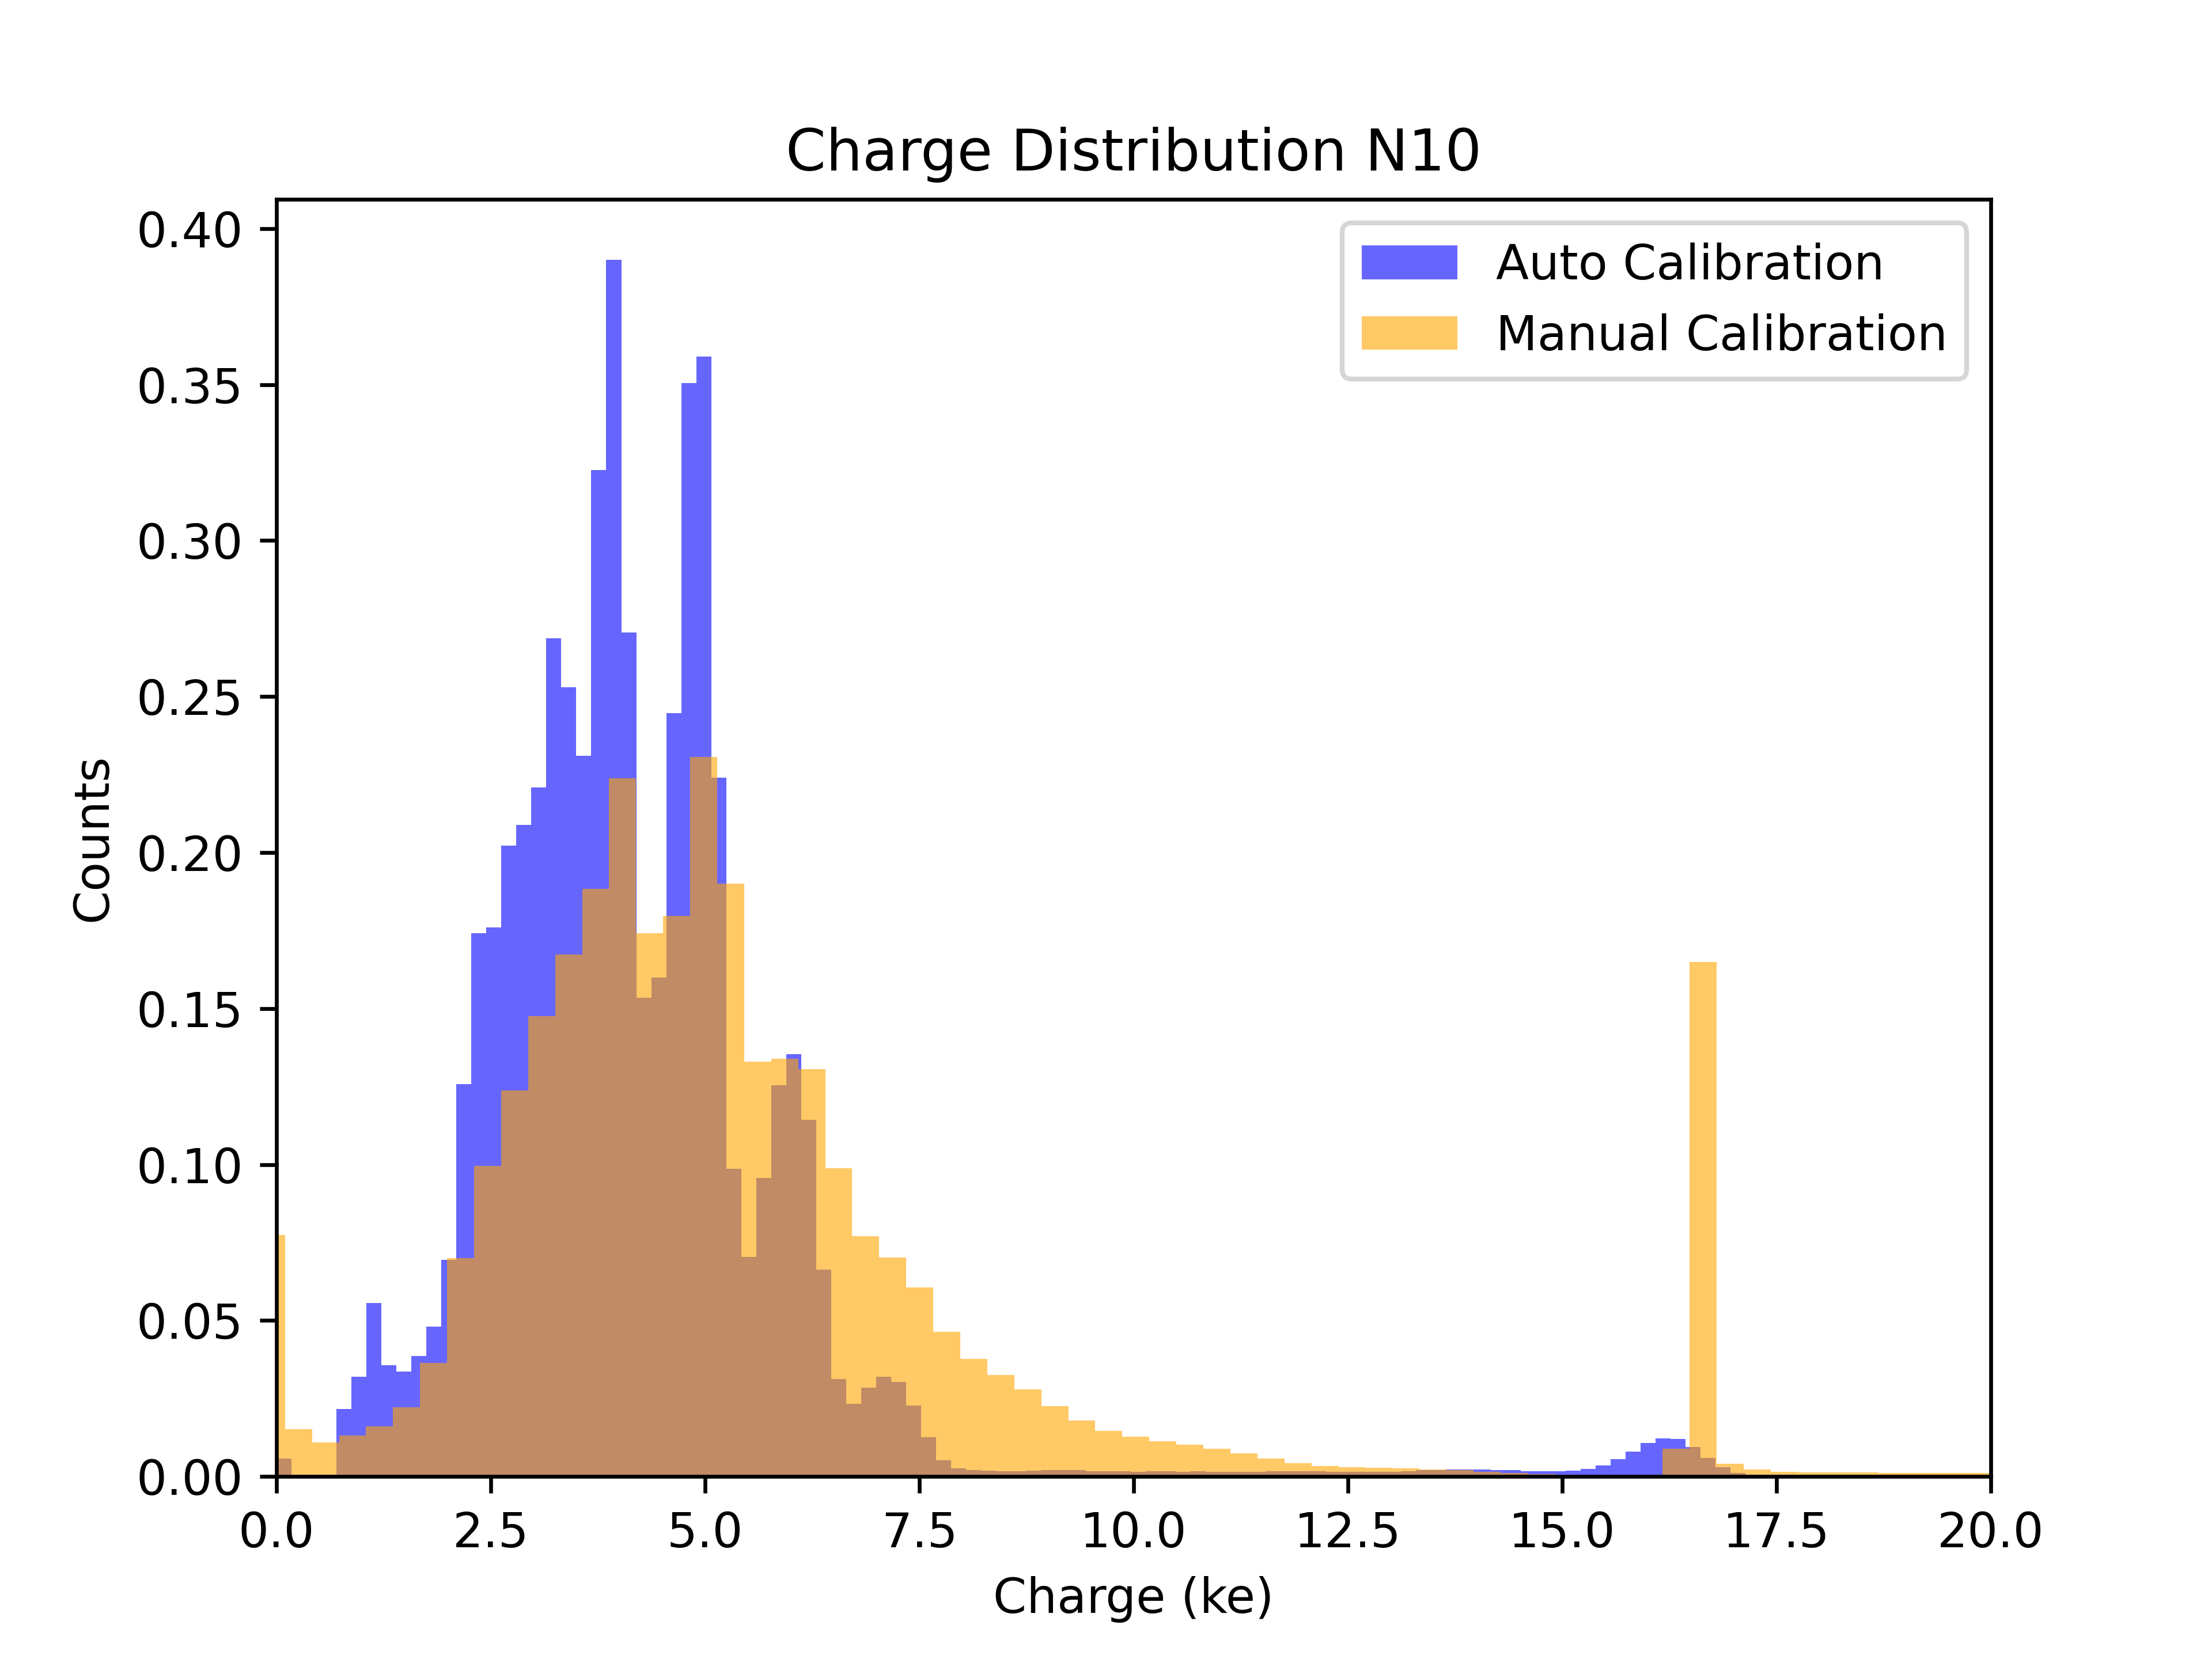 Charge Distribution N10
Auto Calibration
Manual Calibration
0.40
0.35
0.30
0.25
0.20
0.15
0.10
0.05
0.00
Counts
0.0 2.5 5.0 7.5 10.0 12.5 15.0 17.5 20.0
Charge (ke)